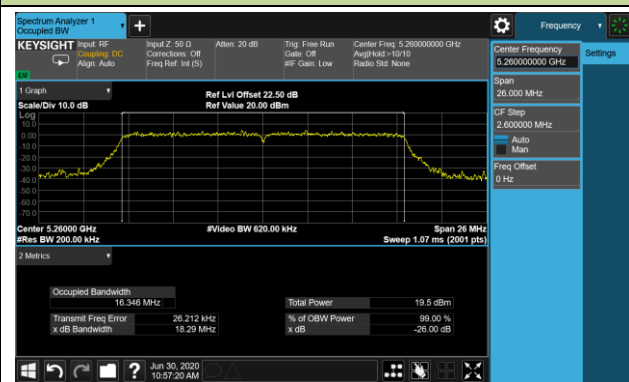 Spectrum Analyzer 1
Occupied BW
+
Frequency
KEYSIGHT
Input: RF
Coupling: DC
Align: Auto
Input Z: 50 Ω
Corrections: Off
Freq Ref: Int (S)
Atten: 20 dB
Trig: Free Run
Gate: Off
#IF Gain: Low
Center Freq: 5.260000000 GHz
Avg|Hold:>10/10
Radio Std: None
Center Frequency
5.260000000 GHz
Settings
Span
26.000 MHz
CF Step
2.600000 MHz
Auto
Man
Freq Offset
0 Hz
1 Graph
Scale/Div 10.0 dB
Ref Lvl Offset 22.50 dB
Ref Value 20.00 dBm
Log
10.0
0.00
-10.0
-20.0
-30.0
-40.0
-50.0
-60.0
-70.0
Center 5.26000 GHz
#Res BW 200.00 kHz
#Video BW 620.00 kHz
Span 26 MHz
Sweep 1.07 ms (2001 pts)
2 Metrics
Occupied Bandwidth
16.346 MHz
Total Power 19.5 dBm
Transmit Freq Error 26.212 kHz
% of OBW Power 99.00 %
x dB Bandwidth 18.29 MHz
x dB -26.00 dB
?
Jun 30, 2020
10:57:20 AM